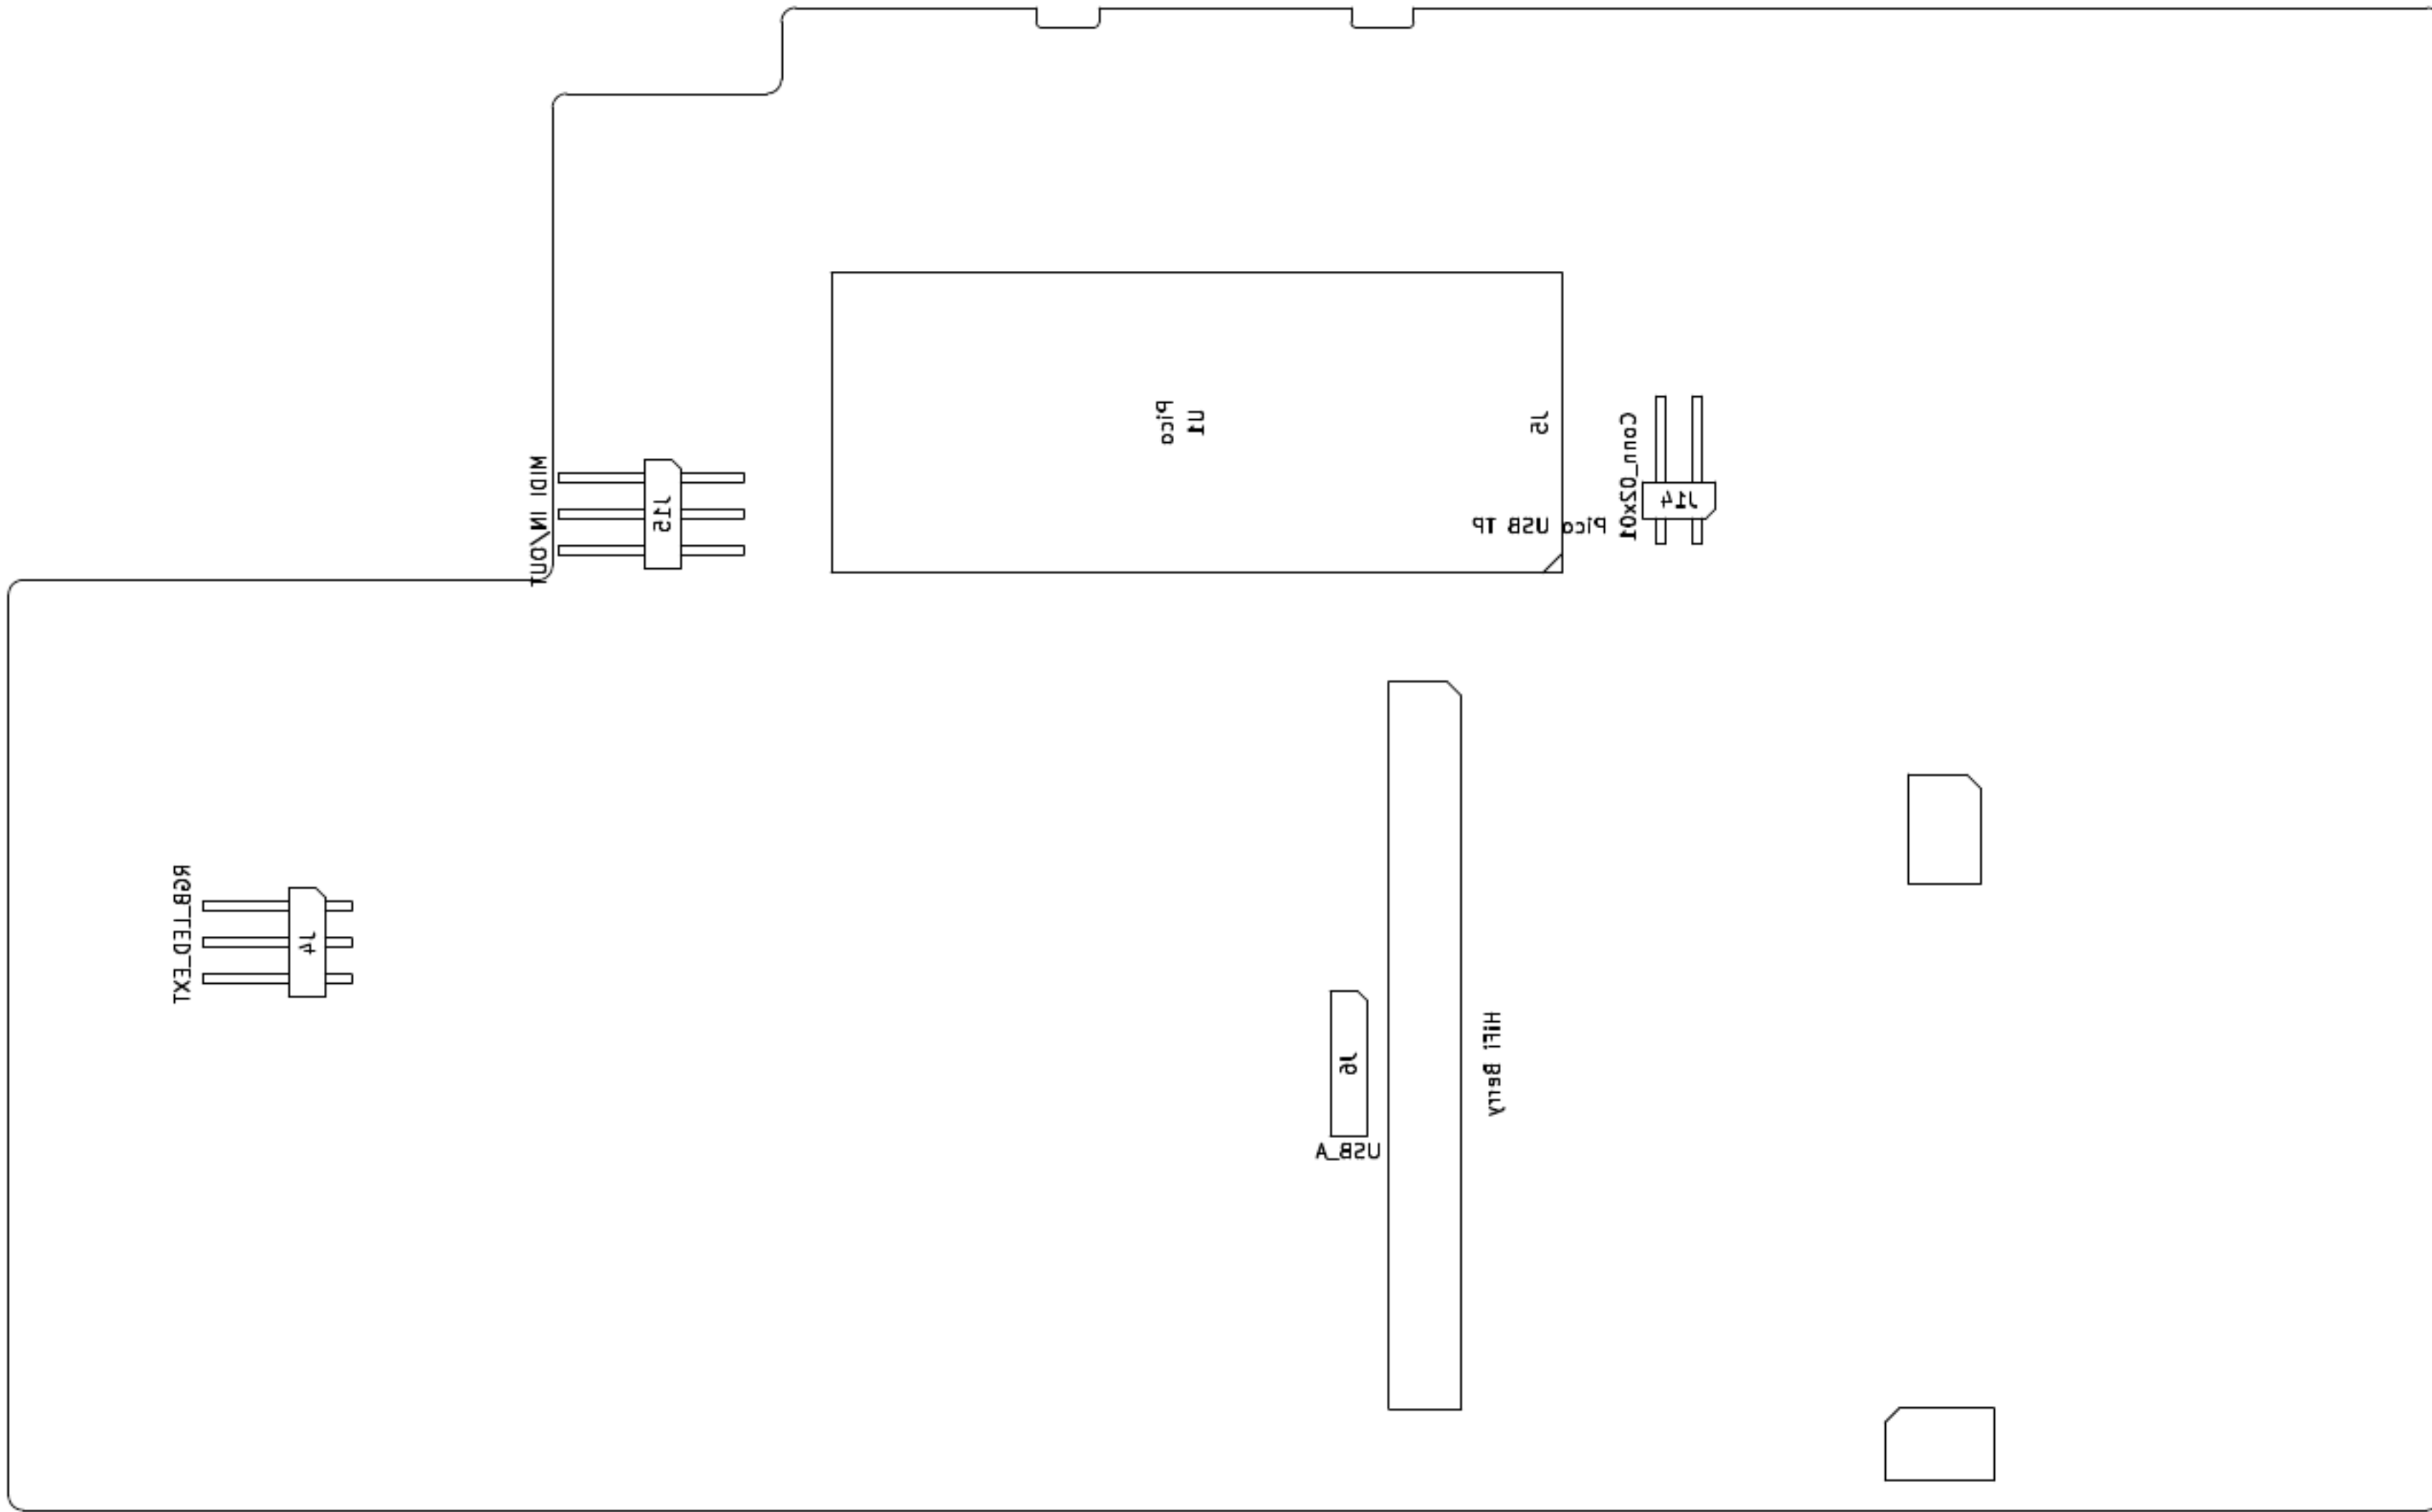 Pico
U1
J5
Conn_02x01
J14
Pico USB TP
MIDI IN/OUT
J15
RGB_LED_EXT
J4
J6
USB_A
HiFi Berry